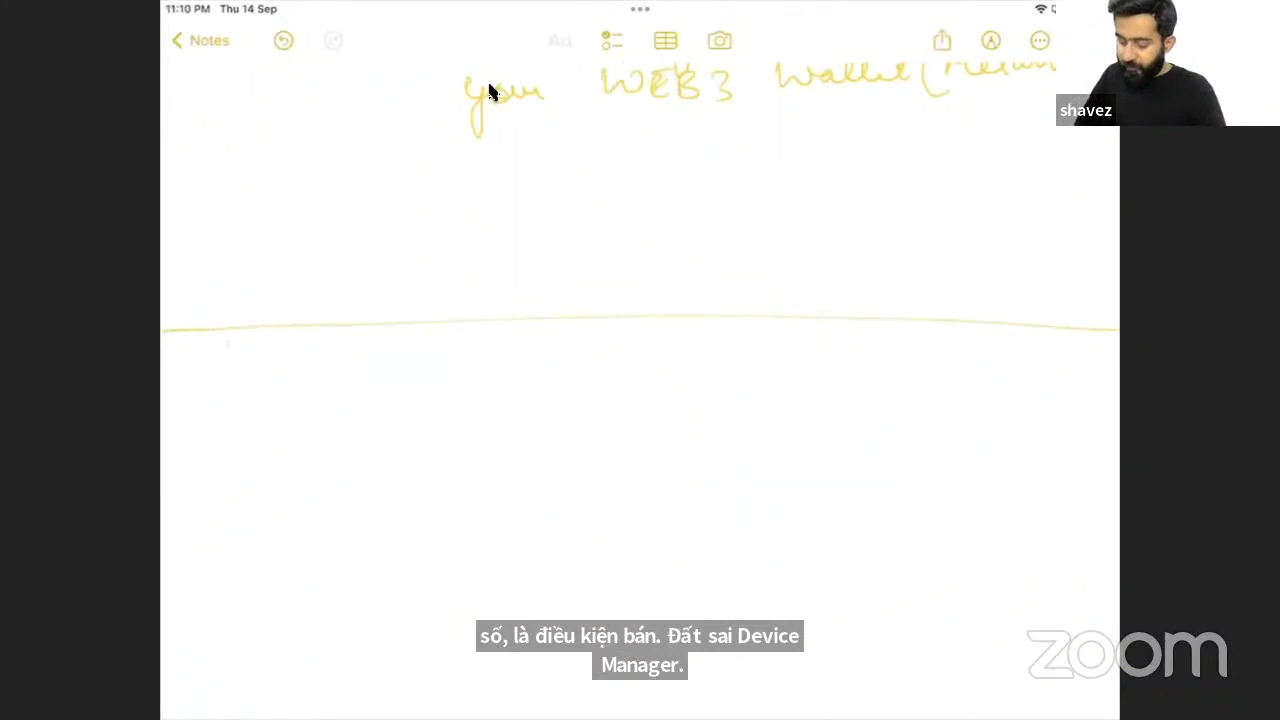 11:10 PM Thu 14 Sep
Notes
Aa
your WEB3 Wallet (
shavez
số, là điều kiện bán. Đất sai Device
Manager.
zoom